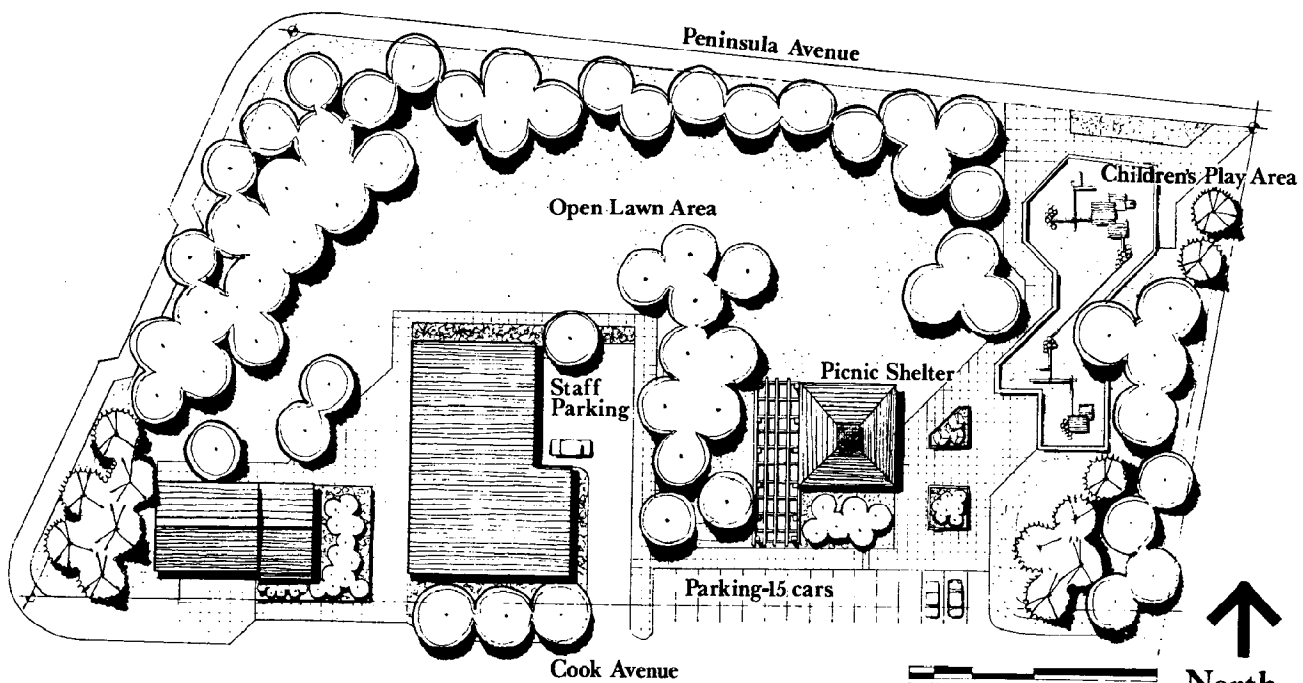 Peninsula Avenue
Children's Play Area
Open Lawn Area
Picnic Shelter
Staff
Parking
Parking-15 cars
Cook Avenue
North